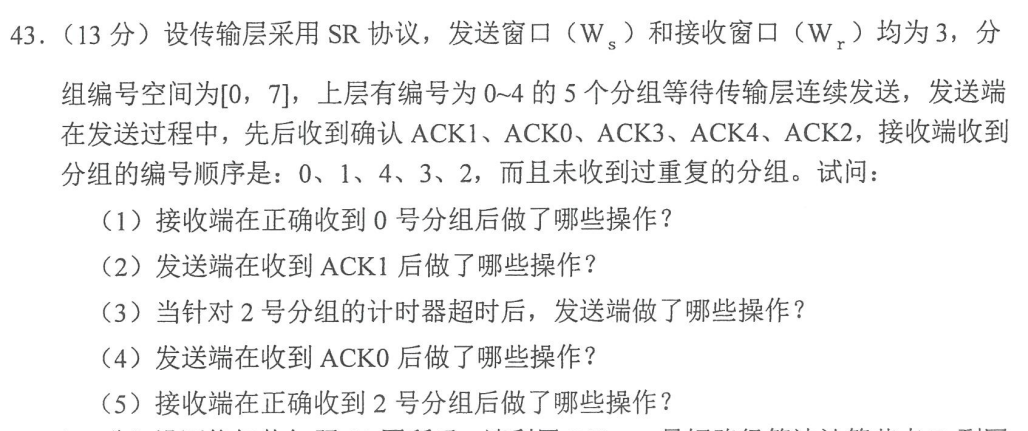 43.（13 分）设传输层采用 SR 协议，发送窗口（Ws）和接收窗口（Wr）均为 3，分
组编号空间为[0，7]，上层有编号为 0~4 的 5 个分组等待传输层连续发送，发送端
在发送过程中，先后收到确认 ACK1、ACK0、ACK3、ACK4、ACK2，接收端收到
分组的编号顺序是：0、1、4、3、2，而且未收到过重复的分组。试问：
（1）接收端在正确收到 0 号分组后做了哪些操作？
（2）发送端在收到 ACK1 后做了哪些操作？
（3）当针对 2 号分组的计时器超时后，发送端做了哪些操作？
（4）发送端在收到 ACK0 后做了哪些操作？
（5）接收端在正确收到 2 号分组后做了哪些操作？